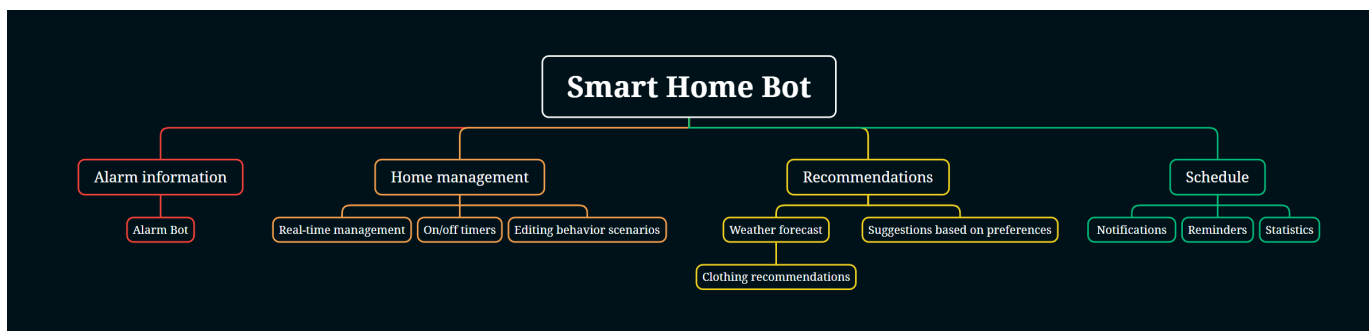 Smart Home Bot
Alarm information
Home management
Recommendations
Schedule
Alarm Bot
Real-time management
On/off timers
Editing behavior scenarios
Weather forecast
Suggestions based on preferences
Notifications
Reminders
Statistics
Clothing recommendations